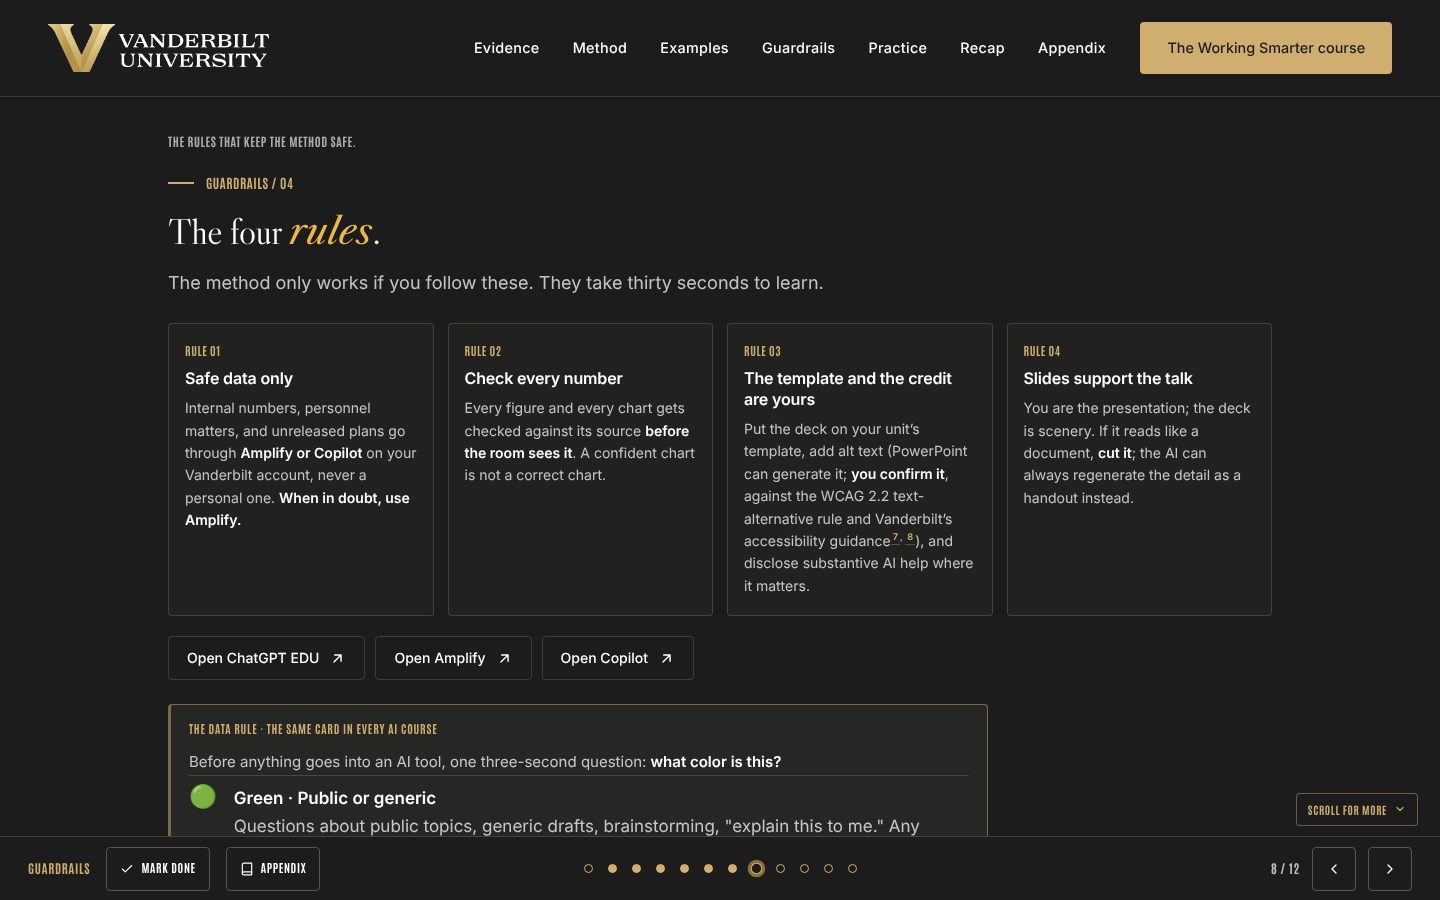 VANDERBILT
UNIVERSITY
Evidence
Method
Examples
Guardrails
Practice
Recap
Appendix
The Working Smarter course
THE RULES THAT KEEP THE METHOD SAFE.
GUARDRAILS / 04
The four rules.
The method only works if you follow these. They take thirty seconds to learn.
RULE 01
Safe data only
Internal numbers, personnel
matters, and unreleased plans go
through Amplify or Copilot on your
Vanderbilt account, never a
personal one. When in doubt, use
Amplify.
RULE 02
Check every number
Every figure and every chart gets
checked against its source before
the room sees it. A confident chart
is not a correct chart.
RULE 03
The template and the credit
are yours
Put the deck on your unit’s
template, add alt text (PowerPoint
can generate it; you confirm it,
against the WCAG 2.2 text-
alternative rule and Vanderbilt’s
accessibility guidance7, 8), and
disclose substantive AI help where
it matters.
RULE 04
Slides support the talk
You are the presentation; the deck
is scenery. If it reads like a
document, cut it; the AI can
always regenerate the detail as a
handout instead.
Open ChatGPT EDU
Open Amplify
Open Copilot
THE DATA RULE · THE SAME CARD IN EVERY AI COURSE
Before anything goes into an AI tool, one three-second question: what color is this?
Green · Public or generic
Questions about public topics, generic drafts, brainstorming, "explain this to me." Any
SCROLL FOR MORE
GUARDRAILS
MARK DONE
APPENDIX
8 / 12